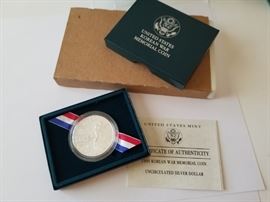 UNITED STATES
KOREAN WAR
MEMORIAL COIN
UNITED STATES MINT
CERTIFICATE OF AUTHENTICITY
1991 KOREAN WAR MEMORIAL COIN
UNCIRCULATED SILVER DOLLAR